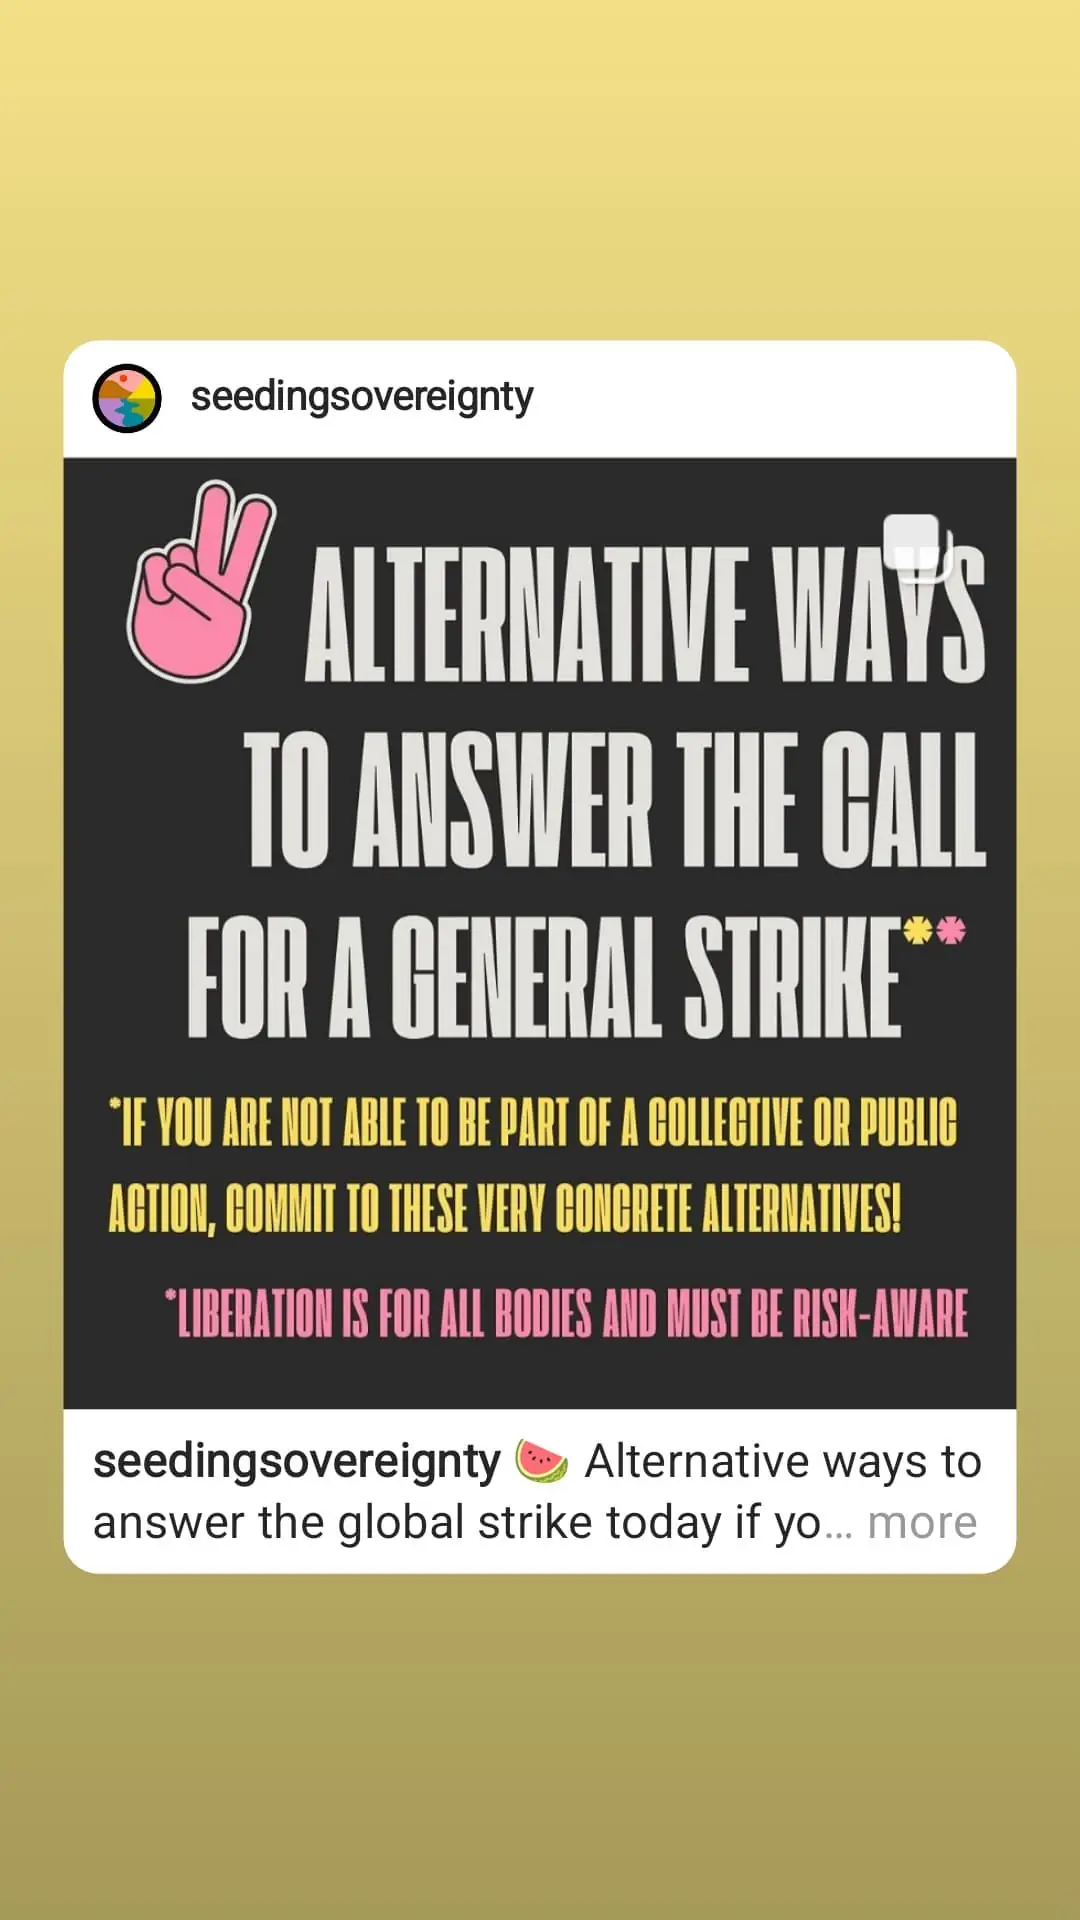 seedingsovereignty
ALTERNATIVE WAYS
TO ANSWER THE CALL
FOR A GENERAL STRIKE**
*IF YOU ARE NOT ABLE TO BE PART OF A COLLECTIVE OR PUBLIC
ACTION, COMMIT TO THESE VERY CONCRETE ALTERNATIVES!
*LIBERATION IS FOR ALL BODIES AND MUST BE RISK-AWARE
seedingsovereignty 🍉 Alternative ways to
answer the global strike today if yo... more